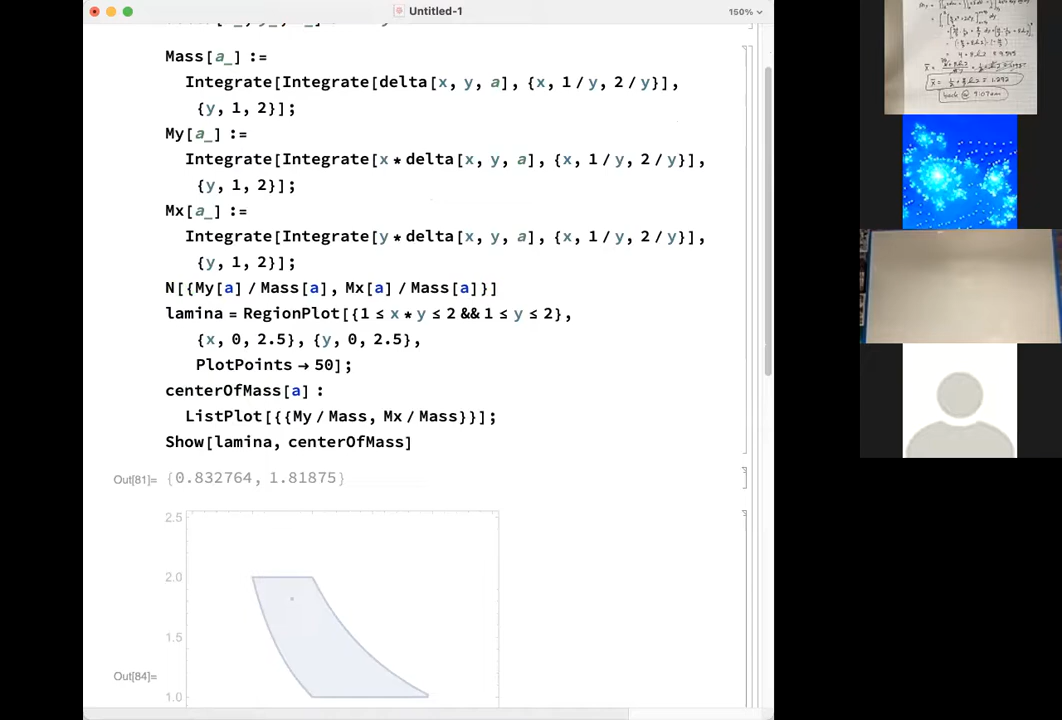 Untitled-1
150%
Mass[a_] :=
Integrate[Integrate[delta[x, y, a], {x, 1 / y, 2 / y}],
{y, 1, 2}];
My[a_] :=
Integrate[Integrate[x * delta[x, y, a], {x, 1 / y, 2 / y}],
{y, 1, 2}];
Mx[a_] :=
Integrate[Integrate[y * delta[x, y, a], {x, 1 / y, 2 / y}],
{y, 1, 2}];
N[{My[a] / Mass[a], Mx[a] / Mass[a]}]
lamina = RegionPlot[{1 ≤ x * y ≤ 2 && 1 ≤ y ≤ 2},
{x, 0, 2.5}, {y, 0, 2.5},
PlotPoints → 50];
centerOfMass[a] :
ListPlot[{{My / Mass, Mx / Mass}}];
Show[lamina, centerOfMass]
Out[81]= {0.832764, 1.81875}
2.5
2.0
1.5
Out[84]=
1.0
back @ 9:07am